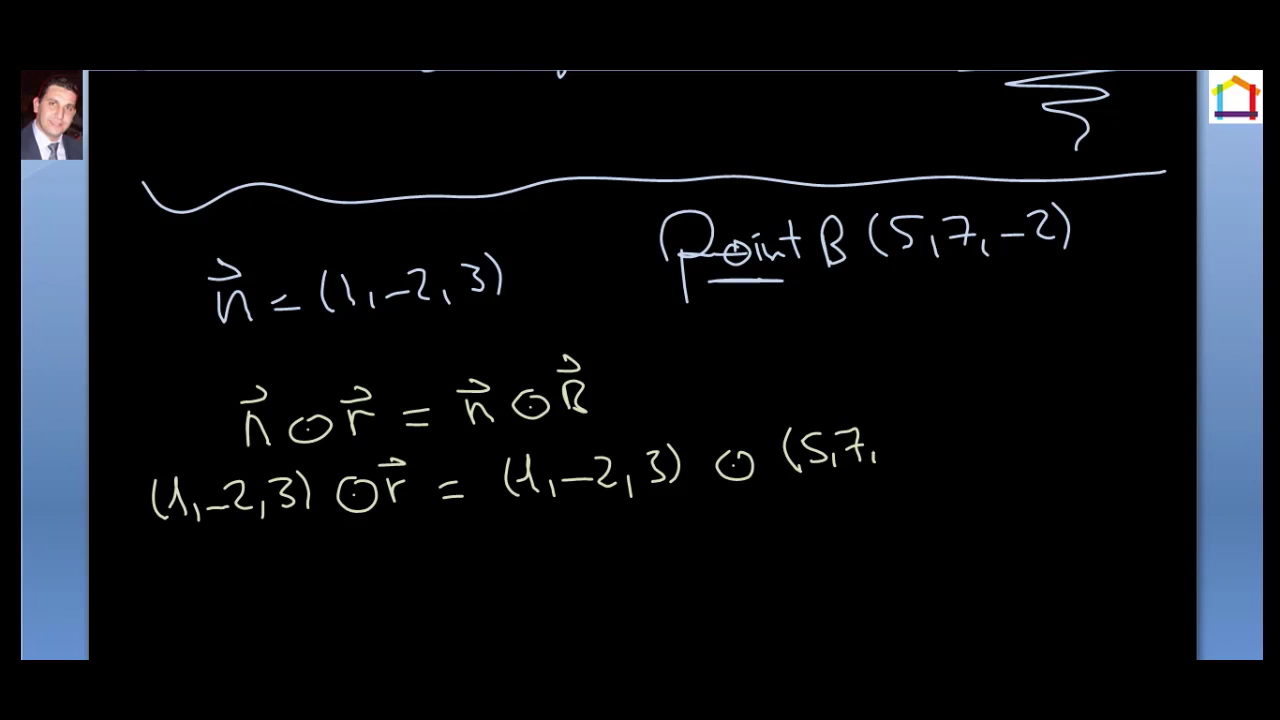 Point B (5,7,-2)
n⃗ = (1,-2,3)
n⃗ ⊙ r⃗ = n⃗ ⊙ B⃗
(1,-2,3) ⊙ r⃗ = (1,-2,3) ⊙ (5,7,